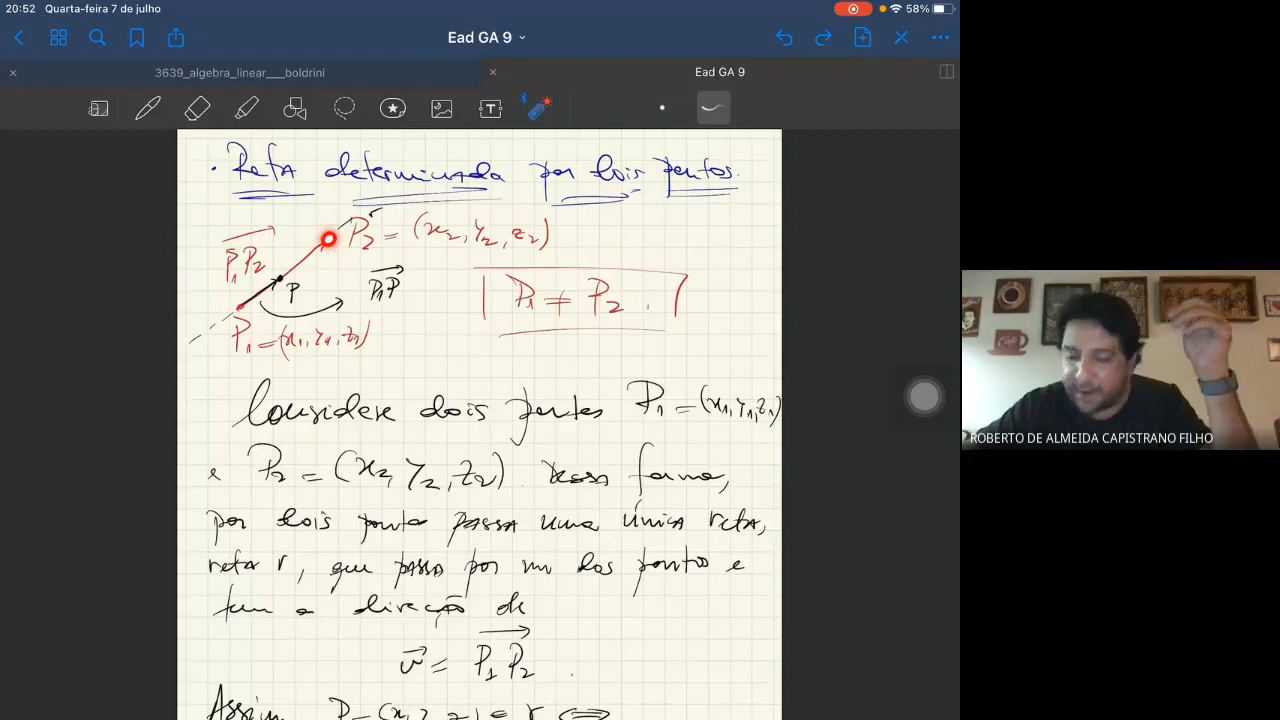 20:52 Quarta-feira 7 de julho
58%
Ead GA 9
3639_algebra_linear___boldrini
Ead GA 9
T
• Reta determinada por dois pontos.
r
P₂ = (x₂, y₂, z₂)
P₁P₂
P
P₁P
P₁ ≠ P₂.
P₁ = (x₁, y₁, z₁)
Considere dois pontos P₁ = (x₁, y₁, z₁)
e P₂ = (x₂, y₂, z₂). Dessa forma,
por dois ponto passa uma única reta,
reta r, que passa por um dos ponto e
tem a direção de
v = P₁P₂.
Assim P = (x, y, z) ∈ r ⟺
ROBERTO DE ALMEIDA CAPISTRANO FILHO